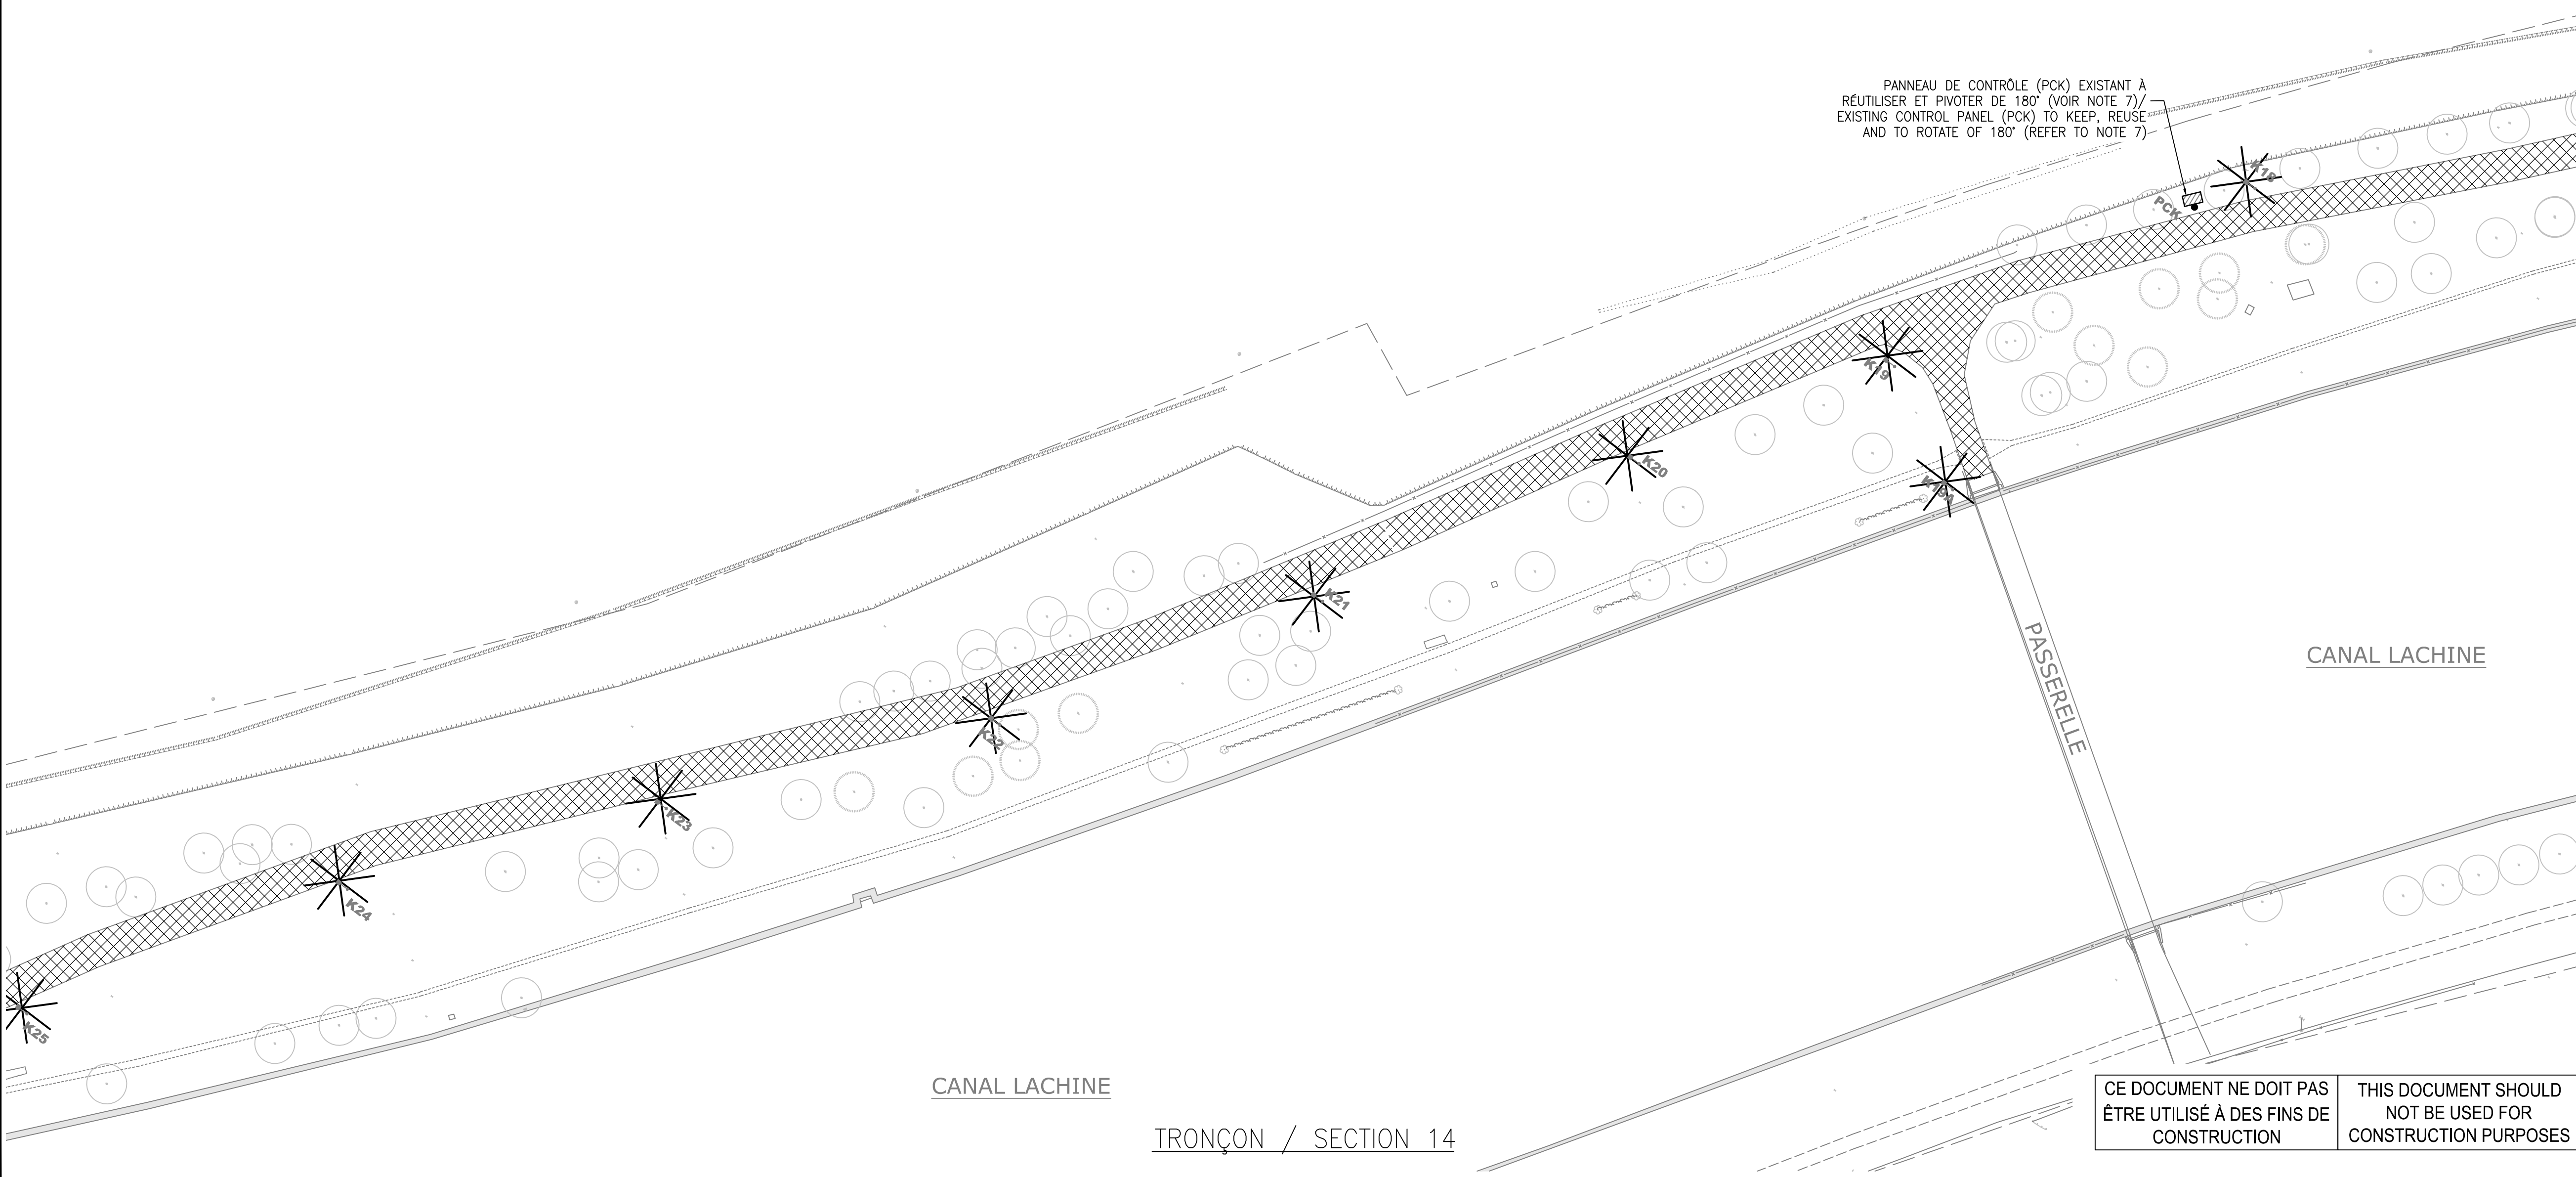 PANNEAU DE CONTRÔLE (PCK) EXISTANT À
RÉUTILISER ET PIVOTER DE 180° (VOIR NOTE 7)/
EXISTING CONTROL PANEL (PCK) TO KEEP, REUSE
AND TO ROTATE OF 180° (REFER TO NOTE 7)
K18
PCK
K19
K20
K19A
K21
K22
K23
K24
K25
PASSERELLE
CANAL LACHINE
CANAL LACHINE
TRONÇON / SECTION 14
CE DOCUMENT NE DOIT PAS
ÊTRE UTILISÉ À DES FINS DE
CONSTRUCTION
THIS DOCUMENT SHOULD
NOT BE USED FOR
CONSTRUCTION PURPOSES